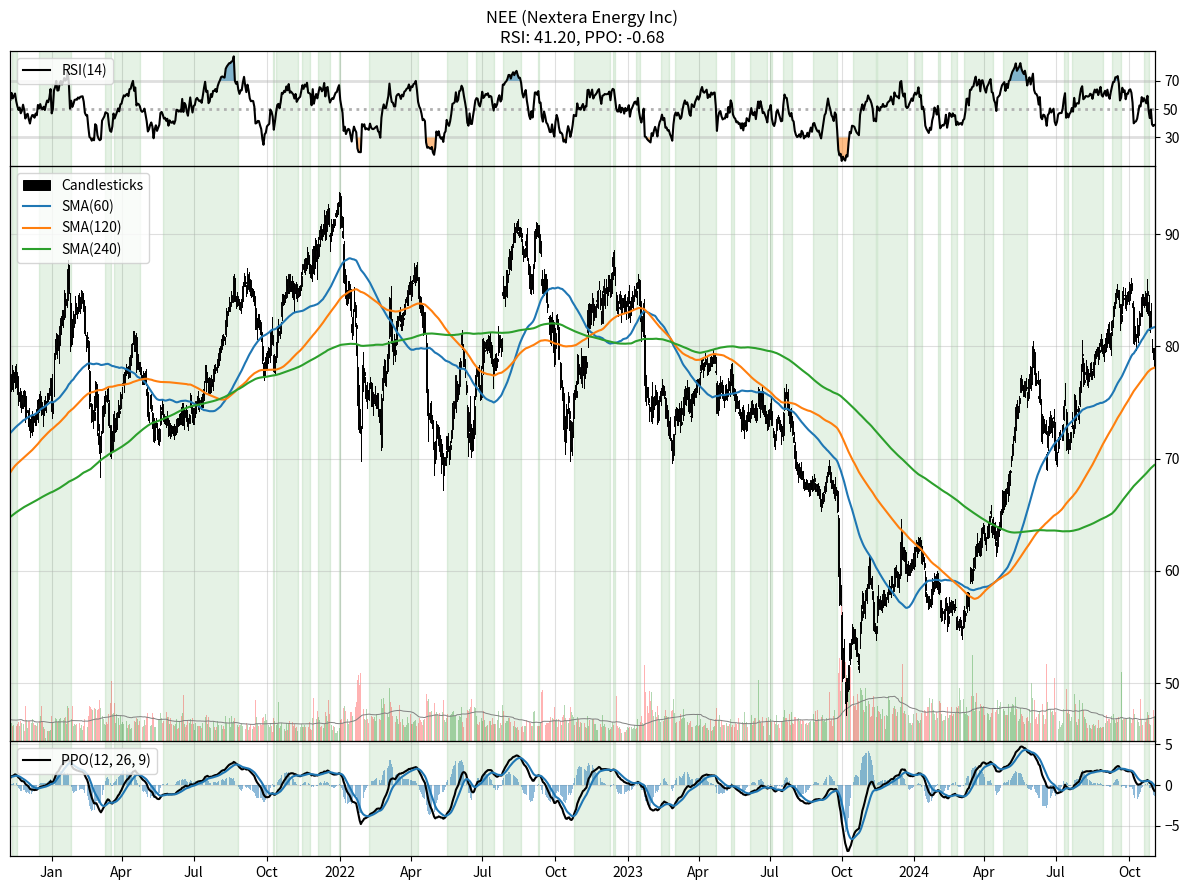 NEE (Nextera Energy Inc)
RSI: 41.20, PPO: -0.68
RSI(14)
70
50
30
Candlesticks
SMA(60)
SMA(120)
SMA(240)
90
80
70
60
50
PPO(12, 26, 9)
5
0
−5
Jan Apr Jul Oct 2022 Apr Jul Oct 2023 Apr Jul Oct 2024 Apr Jul Oct